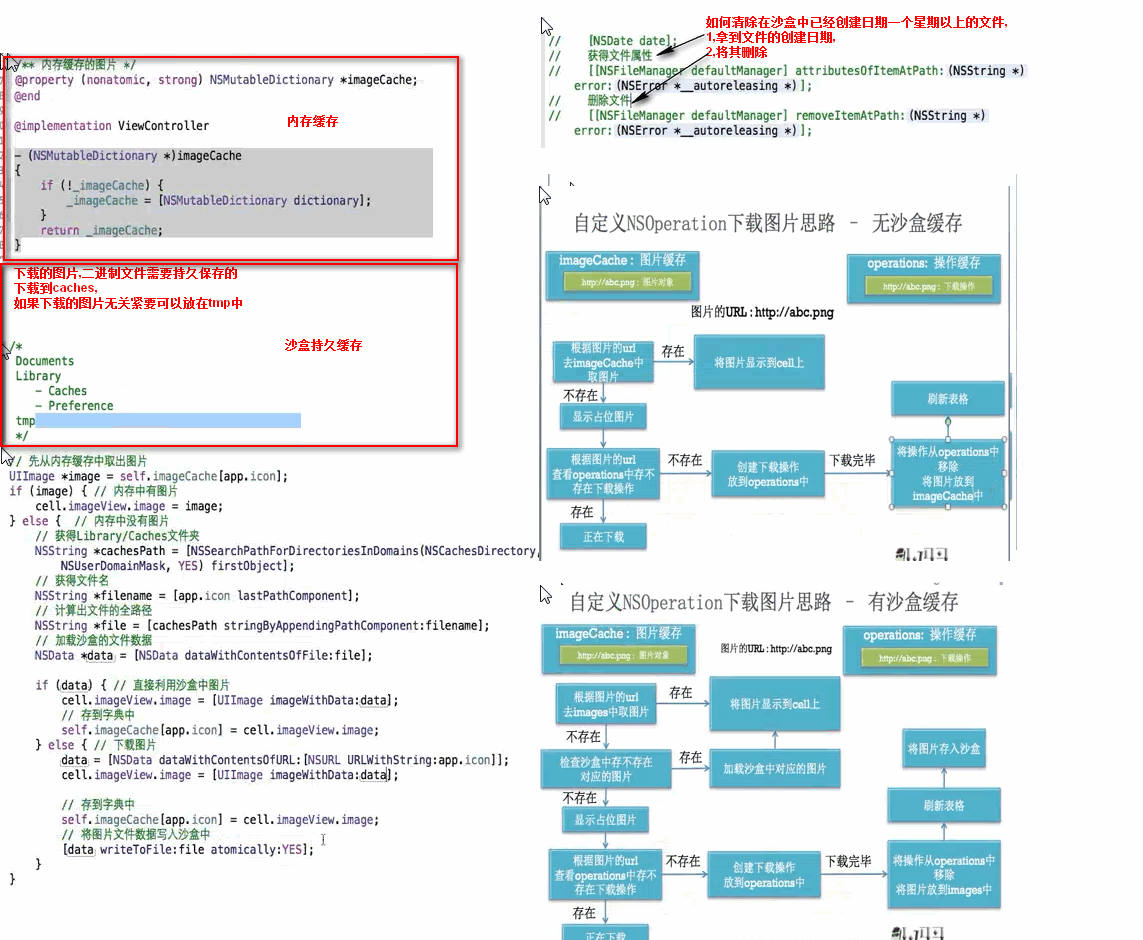 /** 内存缓存的图片 */
@property (nonatomic, strong) NSMutableDictionary *imageCache;
@end
@implementation ViewController
内存缓存
- (NSMutableDictionary *)imageCache
{
if (!_imageCache) {
_imageCache = [NSMutableDictionary dictionary];
}
return _imageCache;
}
下载的图片,二进制文件需要持久保存的
下载到caches,
如果下载的图片无关紧要可以放在tmp中
沙盒持久缓存
/*
Documents
Library
- Caches
- Preference
tmp
*/
// 先从内存缓存中取出图片
UIImage *image = self.imageCache[app.icon];
if (image) { // 内存中有图片
cell.imageView.image = image;
} else { // 内存中没有图片
// 获得Library/Caches文件夹
NSString *cachesPath = [NSSearchPathForDirectoriesInDomains(NSCachesDirectory,
NSUserDomainMask, YES) firstObject];
// 获得文件名
NSString *filename = [app.icon lastPathComponent];
// 计算出文件的全路径
NSString *file = [cachesPath stringByAppendingPathComponent:filename];
// 加载沙盒的文件数据
NSData *data = [NSData dataWithContentsOfFile:file];
if (data) { // 直接利用沙盒中图片
cell.imageView.image = [UIImage imageWithData:data];
// 存到字典中
self.imageCache[app.icon] = cell.imageView.image;
} else { // 下载图片
data = [NSData dataWithContentsOfURL:[NSURL URLWithString:app.icon]];
cell.imageView.image = [UIImage imageWithData:data];
// 存到字典中
self.imageCache[app.icon] = cell.imageView.image;
// 将图片文件数据写入沙盒中
[data writeToFile:file atomically:YES];
}
}
如何清除在沙盒中已经创建日期一个星期以上的文件,
1,拿到文件的创建日期,
2,将其删除
// [NSDate date];
// 获得文件属性
// [[NSFileManager defaultManager] attributesOfItemAtPath:(NSString *)
error:(NSError *__autoreleasing *)];
// 删除文件
// [[NSFileManager defaultManager] removeItemAtPath:(NSString *)
error:(NSError *__autoreleasing *)];
自定义NSOperation下载图片思路 - 无沙盒缓存
imageCache : 图片缓存
http://abc.png : 图片对象
operations: 操作缓存
http://abc.png : 下载操作
图片的URL : http://abc.png
根据图片的url
去imageCache中
取图片
存在
将图片显示到cell上
不存在
显示占位图片
刷新表格
根据图片的url
查看operations中存不
存在下载操作
不存在
创建下载操作
放到operations中
下载完毕
将操作从operations中
移除
将图片放到
imageCache中
存在
正在下载
自定义NSOperation下载图片思路 - 有沙盒缓存
imageCache : 图片缓存
http://abc.png : 图片对象
图片的URL : http://abc.png
operations: 操作缓存
http://abc.png : 下载操作
根据图片的url
去images中取图片
存在
将图片显示到cell上
不存在
检查沙盒中存不存在
对应的图片
存在
加载沙盒中对应的图片
将图片存入沙盒
不存在
显示占位图片
刷新表格
根据图片的url
查看operations中存不
存在下载操作
不存在
创建下载操作
放到operations中
下载完毕
将操作从operations中
移除
将图片放到images中
存在
正在下载